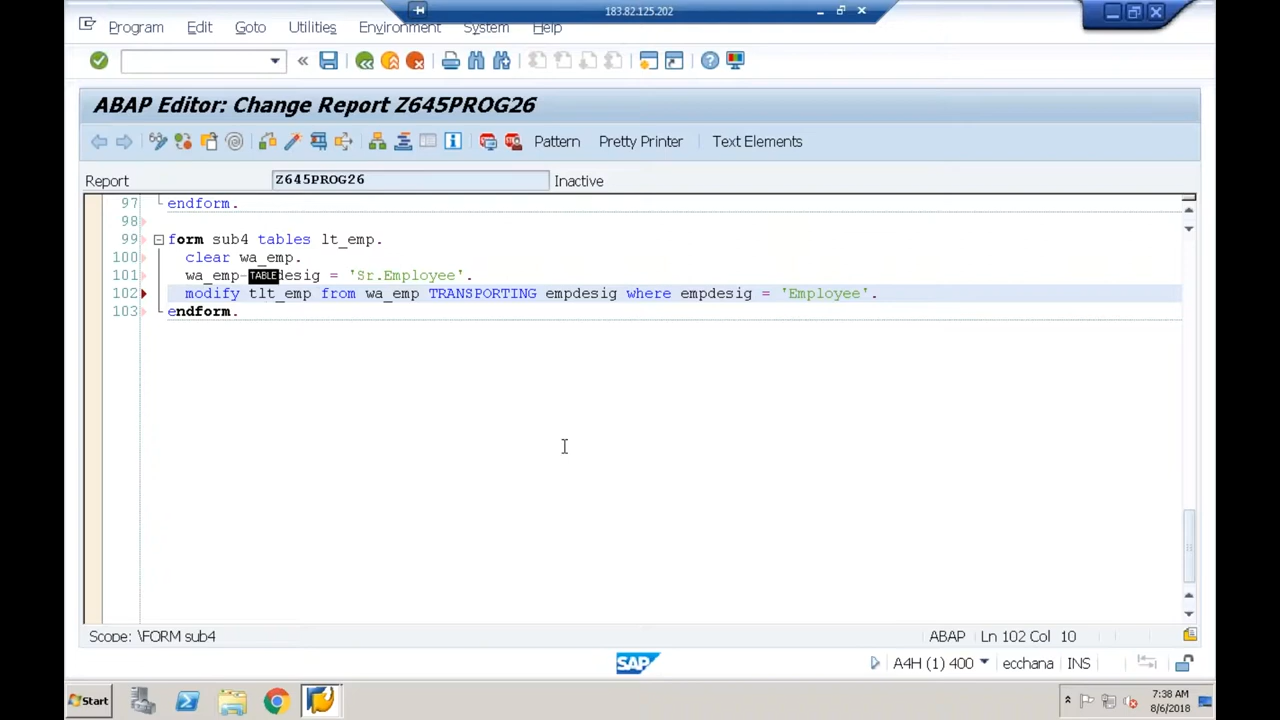 183.82.125.202
Program Edit Goto Utilities Environment System Help
ABAP Editor: Change Report Z645PROG26
Pattern Pretty Printer Text Elements
Report Z645PROG26 Inactive
97 endform.
98
99 form sub4 tables lt_emp.
100 clear wa_emp.
101 wa_emp-TABLEdesig = 'Sr.Employee'.
102 modify tlt_emp from wa_emp TRANSPORTING empdesig where empdesig = 'Employee'.
103 endform.
Scope: \FORM sub4 ABAP Ln 102 Col 10
SAP A4H (1) 400 ecchana INS
Start 7:38 AM
8/6/2018